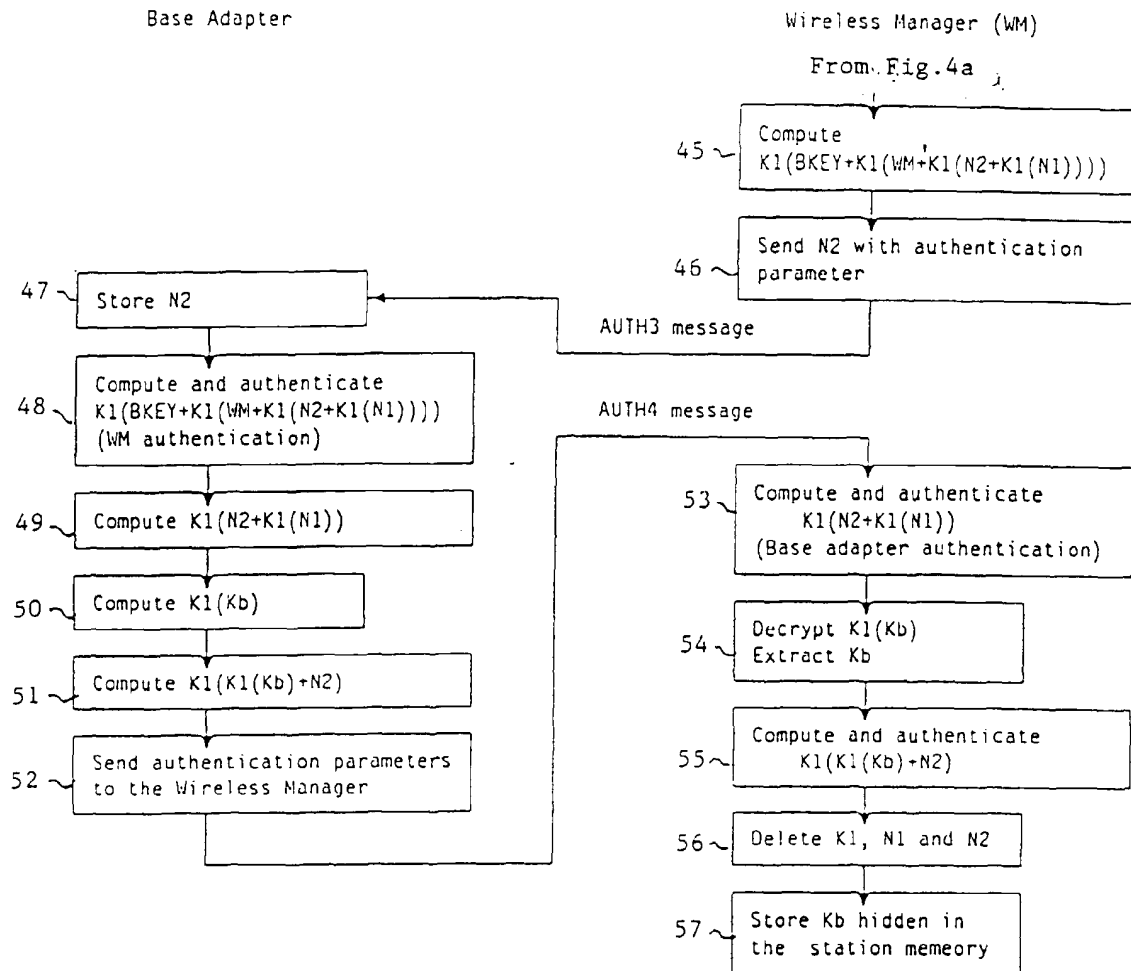 Base Adapter
Wireless Manager (WM)
From Fig.4a
45
Compute
K1(BKEY+K1(WM+K1(N2+K1(N1))))
46
Send N2 with authentication
parameter
47
Store N2
AUTH3 message
48
Compute and authenticate
K1(BKEY+K1(WM+K1(N2+K1(N1))))
(WM authentication)
AUTH4 message
49
Compute K1(N2+K1(N1))
50
Compute K1(Kb)
51
Compute K1(K1(Kb)+N2)
52
Send authentication parameters
to the Wireless Manager
53
Compute and authenticate
K1(N2+K1(N1))
(Base adapter authentication)
54
Decrypt K1(Kb)
Extract Kb
55
Compute and authenticate
K1(K1(Kb)+N2)
56
Delete K1, N1 and N2
57
Store Kb hidden in
the station memeory